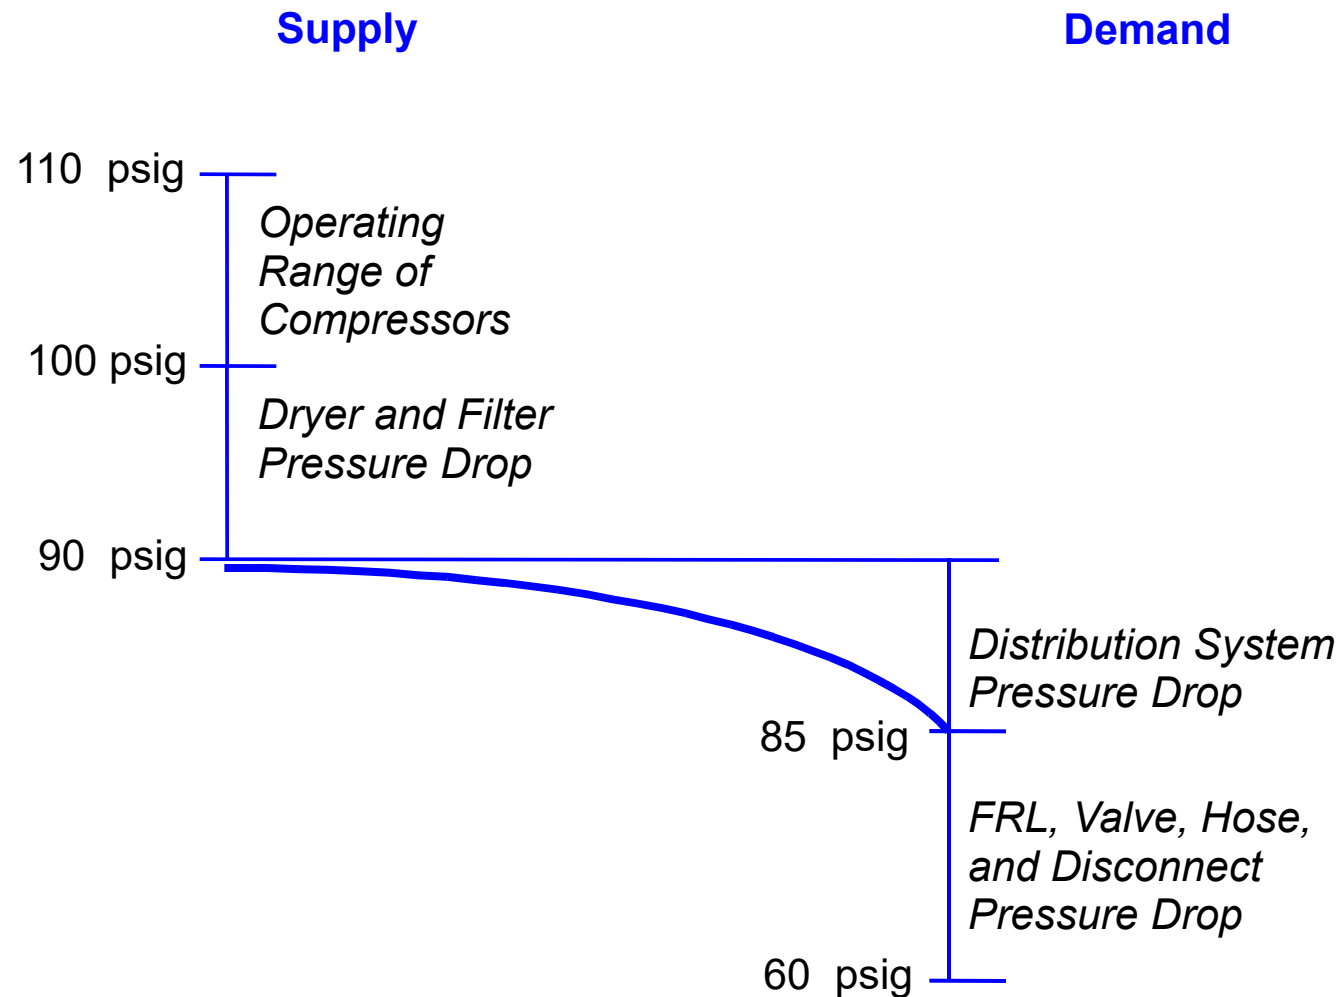 Supply
Demand
110 psig
Operating
Range of
Compressors
100 psig
Dryer and Filter
Pressure Drop
90 psig
Distribution System
Pressure Drop
85 psig
FRL, Valve, Hose,
and Disconnect
Pressure Drop
60 psig